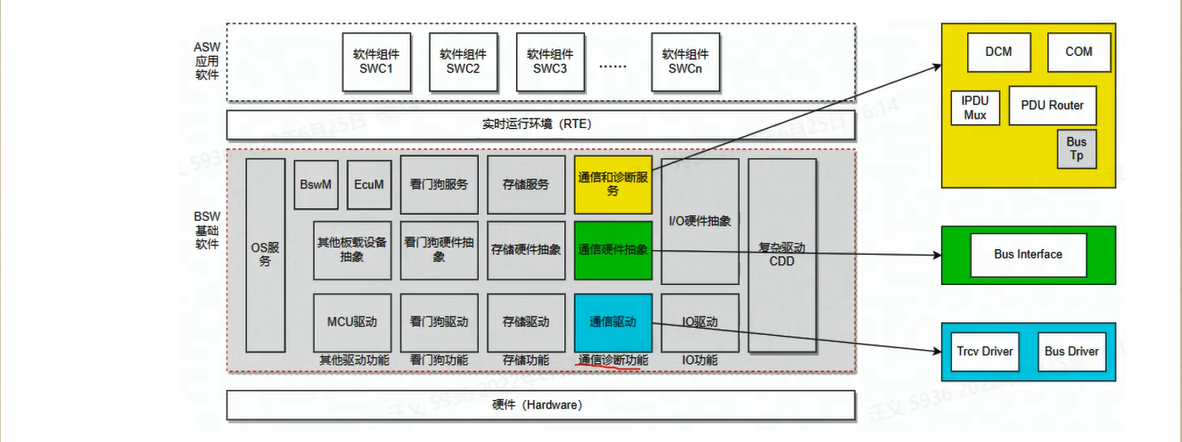 ASW
应用
软件
软件组件
SWC1
软件组件
SWC2
软件组件
SWC3
......
软件组件
SWCn
实时运行环境（RTE）
BSW
基础
软件
OS服
务
BswM
EcuM
看门狗服务
存储服务
通信和诊断服
务
I/O硬件抽象
复杂驱动
CDD
其他板载设备
抽象
看门狗硬件抽
象
存储硬件抽象
通信硬件抽象
MCU驱动
看门狗驱动
存储驱动
通信驱动
IO驱动
其他驱动功能
看门狗功能
存储功能
通信诊断功能
IO功能
硬件（Hardware）
DCM
COM
IPDU
Mux
PDU Router
Bus
Tp
Bus Interface
Trcv Driver
Bus Driver